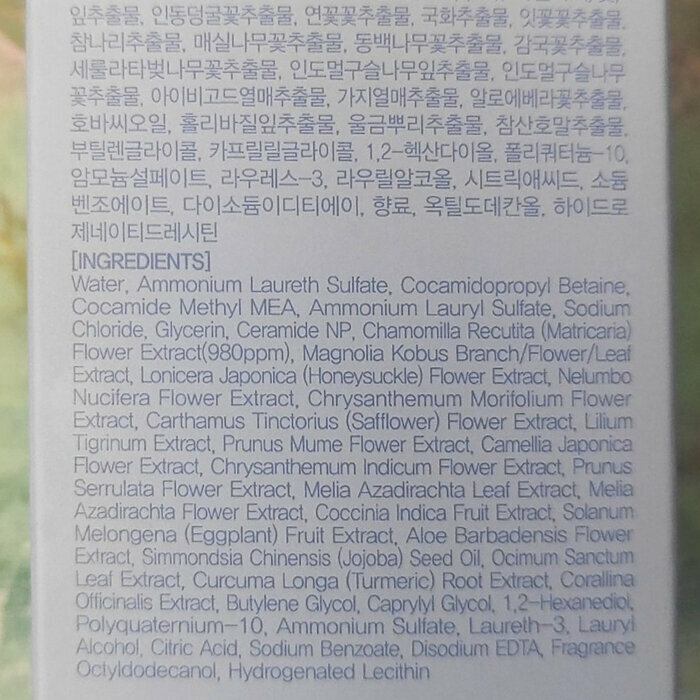 잎추출물, 인동덩굴꽃추출물, 연꽃꽃추출물, 국화추출물, 잇꽃꽃추출물,
참나리추출물, 매실나무꽃추출물, 동백나무꽃추출물, 감국꽃추출물,
세룰라타벚나무꽃추출물, 인도멀구슬나무잎추출물, 인도멀구슬나무
꽃추출물, 아이비고드열매추출물, 가지열매추출물, 알로에베라꽃추출물,
호바씨오일, 홀리바질잎추출물, 울금뿌리추출물, 참산호말추출물,
부틸렌글라이콜, 카프릴릴글라이콜, 1,2-헥산다이올, 폴리쿼터늄-10,
암모늄설페이트, 라우레스-3, 라우릴알코올, 시트릭애씨드, 소듐
벤조에이트, 다이소듐이디티에이, 향료, 옥틸도데칸올, 하이드로
제네이티드레시틴
[INGREDIENTS]
Water, Ammonium Laureth Sulfate, Cocamidopropyl Betaine,
Cocamide Methyl MEA, Ammonium Lauryl Sulfate, Sodium
Chloride, Glycerin, Ceramide NP, Chamomilla Recutita (Matricaria)
Flower Extract(980ppm), Magnolia Kobus Branch/Flower/Leaf
Extract, Lonicera Japonica (Honeysuckle) Flower Extract, Nelumbo
Nucifera Flower Extract, Chrysanthemum Morifolium Flower
Extract, Carthamus Tinctorius (Safflower) Flower Extract, Lilium
Tigrinum Extract, Prunus Mume Flower Extract, Camellia Japonica
Flower Extract, Chrysanthemum Indicum Flower Extract, Prunus
Serrulata Flower Extract, Melia Azadirachta Leaf Extract, Melia
Azadirachta Flower Extract, Coccinia Indica Fruit Extract, Solanum
Melongena (Eggplant) Fruit Extract, Aloe Barbadensis Flower
Extract, Simmondsia Chinensis (Jojoba) Seed Oil, Ocimum Sanctum
Leaf Extract, Curcuma Longa (Turmeric) Root Extract, Corallina
Officinalis Extract, Butylene Glycol, Caprylyl Glycol, 1,2-Hexanediol,
Polyquaternium-10, Ammonium Sulfate, Laureth-3, Lauryl
Alcohol, Citric Acid, Sodium Benzoate, Disodium EDTA, Fragrance
Octyldodecanol, Hydrogenated Lecithin